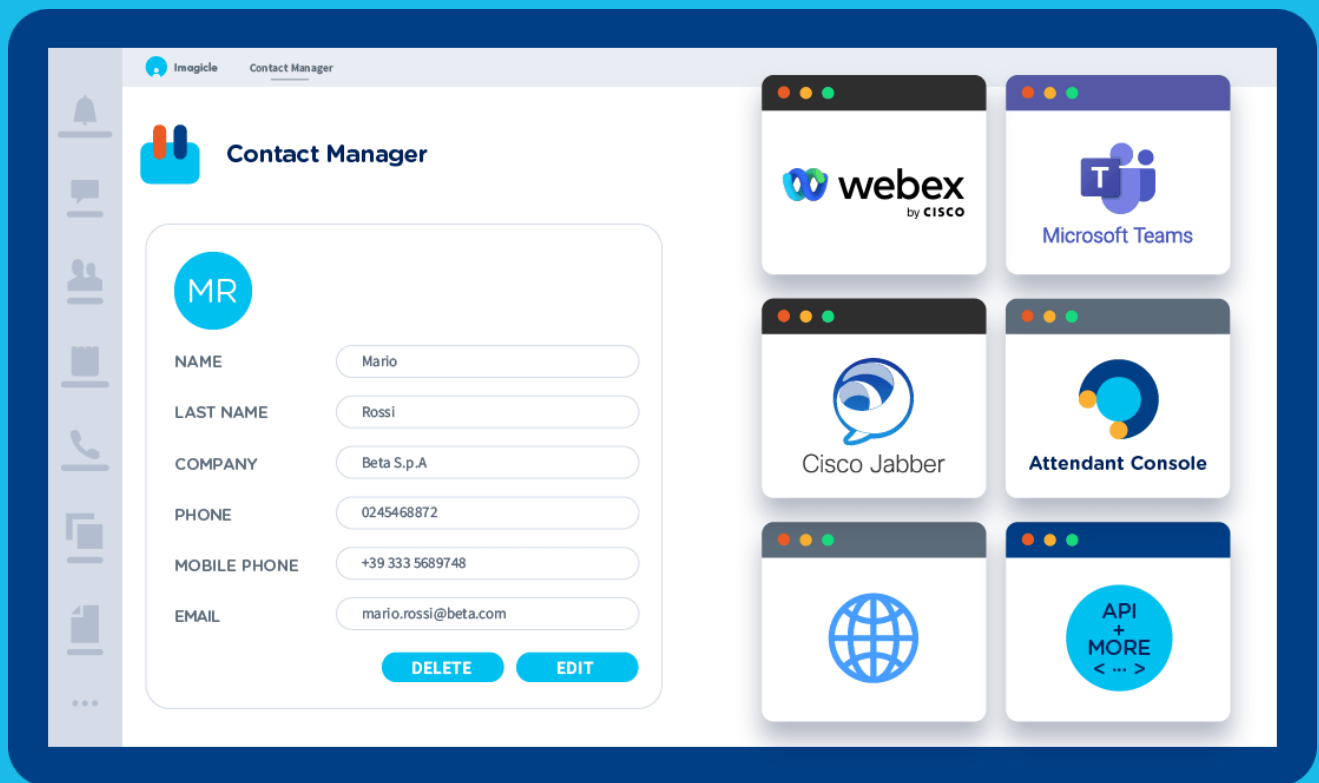 Imagicle Contact Manager
Contact Manager
MR
NAME Mario
LAST NAME Rossi
COMPANY Beta S.p.A
PHONE 0245468872
MOBILE PHONE +39 333 5689748
EMAIL mario.rossi@beta.com
DELETE EDIT
webex
by CISCO
T
Microsoft Teams
Cisco Jabber
Attendant Console
API
+
MORE
< ... >